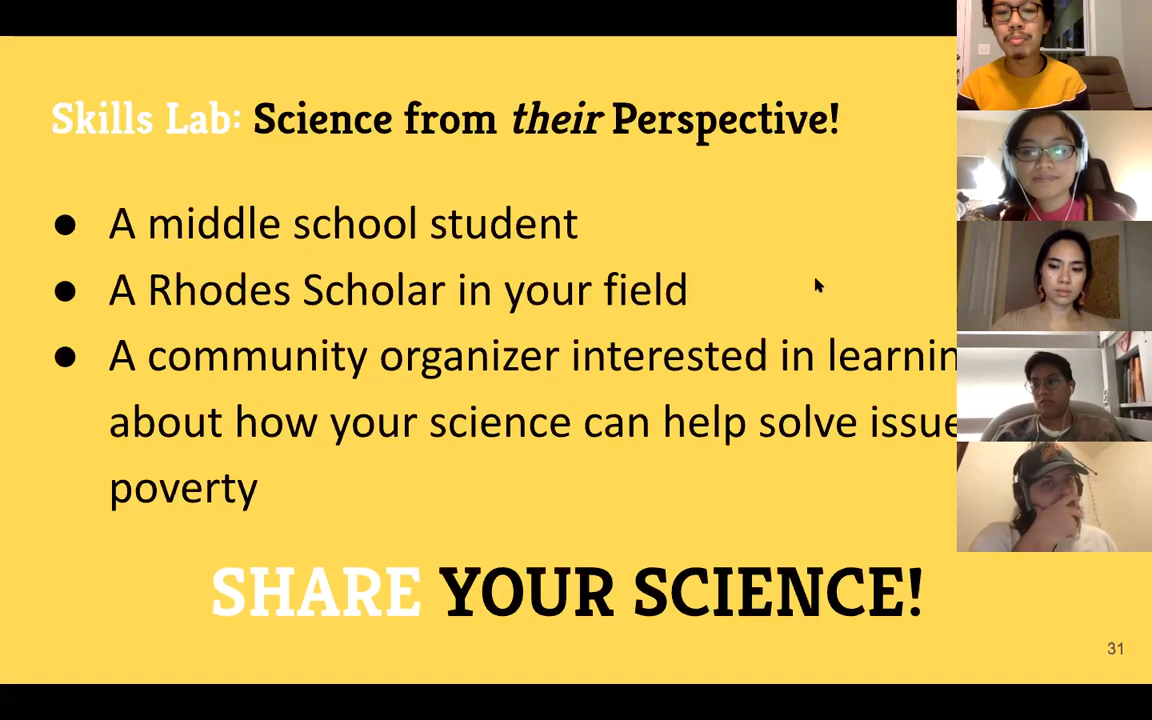 Skills Lab: Science from their Perspective!
● A middle school student
● A Rhodes Scholar in your field
● A community organizer interested in learnin
about how your science can help solve issue
poverty
SHARE YOUR SCIENCE!
31